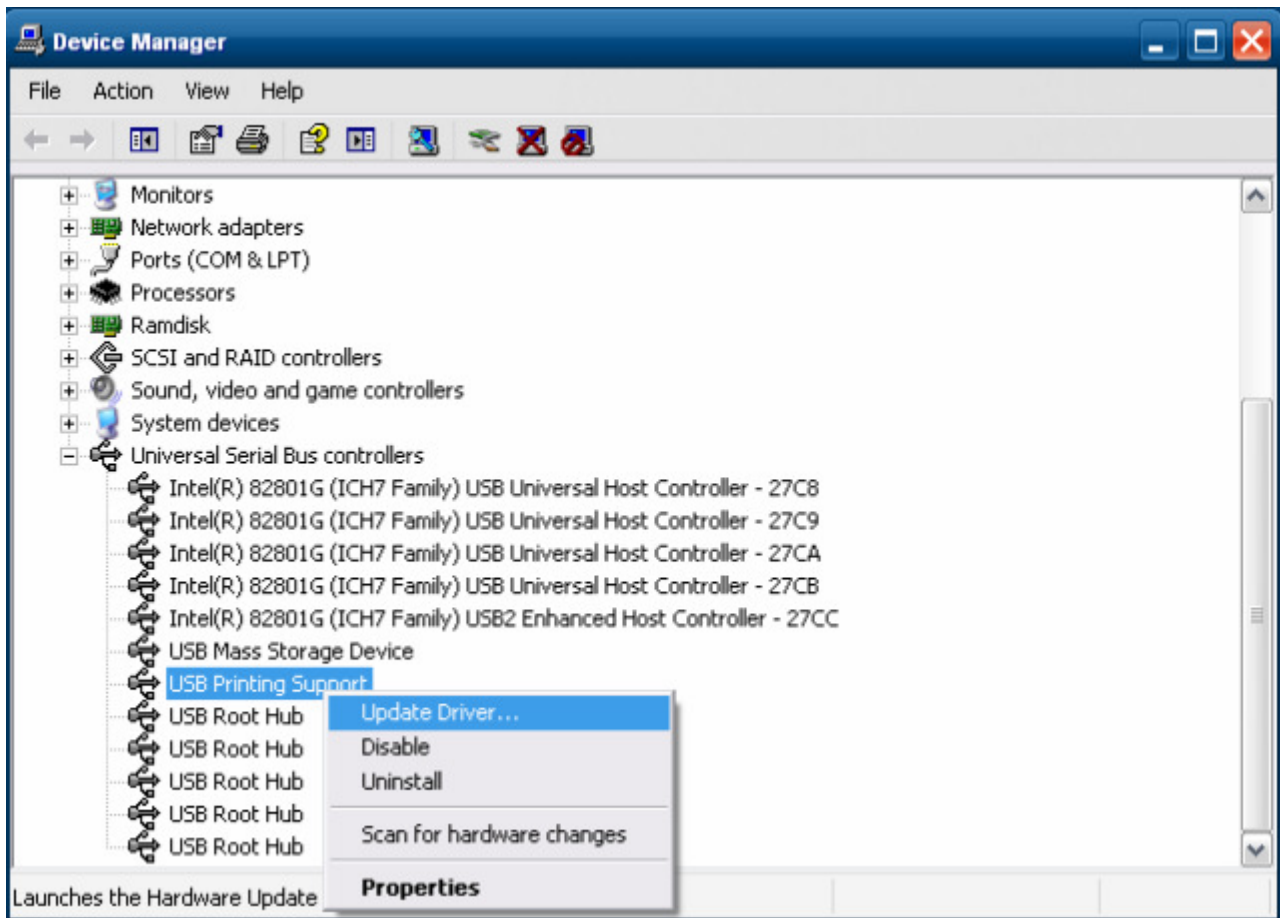 Device Manager
File Action View Help
Monitors
Network adapters
Ports (COM & LPT)
Processors
Ramdisk
SCSI and RAID controllers
Sound, video and game controllers
System devices
Universal Serial Bus controllers
Intel(R) 82801G (ICH7 Family) USB Universal Host Controller - 27C8
Intel(R) 82801G (ICH7 Family) USB Universal Host Controller - 27C9
Intel(R) 82801G (ICH7 Family) USB Universal Host Controller - 27CA
Intel(R) 82801G (ICH7 Family) USB Universal Host Controller - 27CB
Intel(R) 82801G (ICH7 Family) USB2 Enhanced Host Controller - 27CC
USB Mass Storage Device
USB Printing Support
USB Root Hub
USB Root Hub
USB Root Hub
USB Root Hub
USB Root Hub
Update Driver...
Disable
Uninstall
Scan for hardware changes
Properties
Launches the Hardware Update